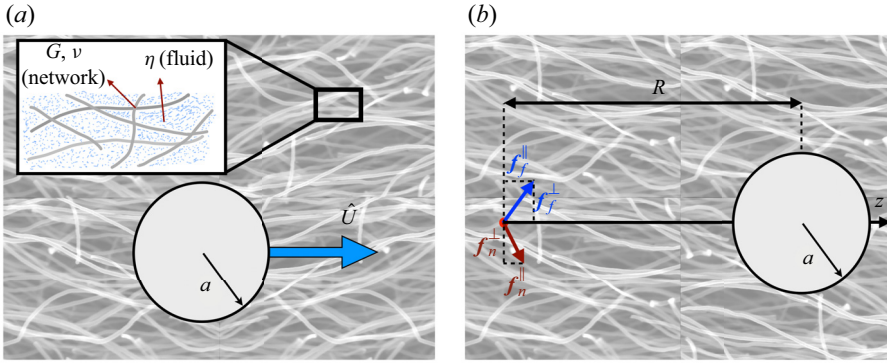 (a)
G, ν
(network)
η (fluid)
Û
a
(b)
R
f_f^∥
f_f^⊥
f_n^⊥
f_n^∥
z
a